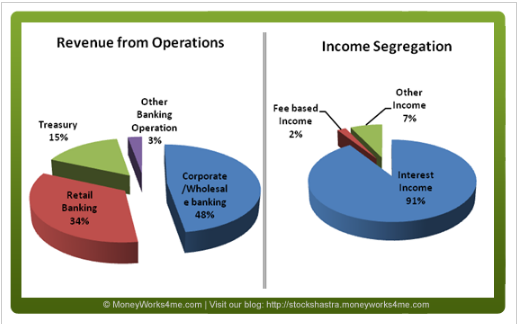 Revenue from Operations
Other
Banking
Operation
3%
Treasury
15%
Retail
Banking
34%
Corporate
/Wholesal
e banking
48%
Income Segregation
Other
Income
7%
Fee based
Income
2%
Interest
Income
91%
© MoneyWorks4me.com | Visit our blog: http://stockshastra.moneyworks4me.com